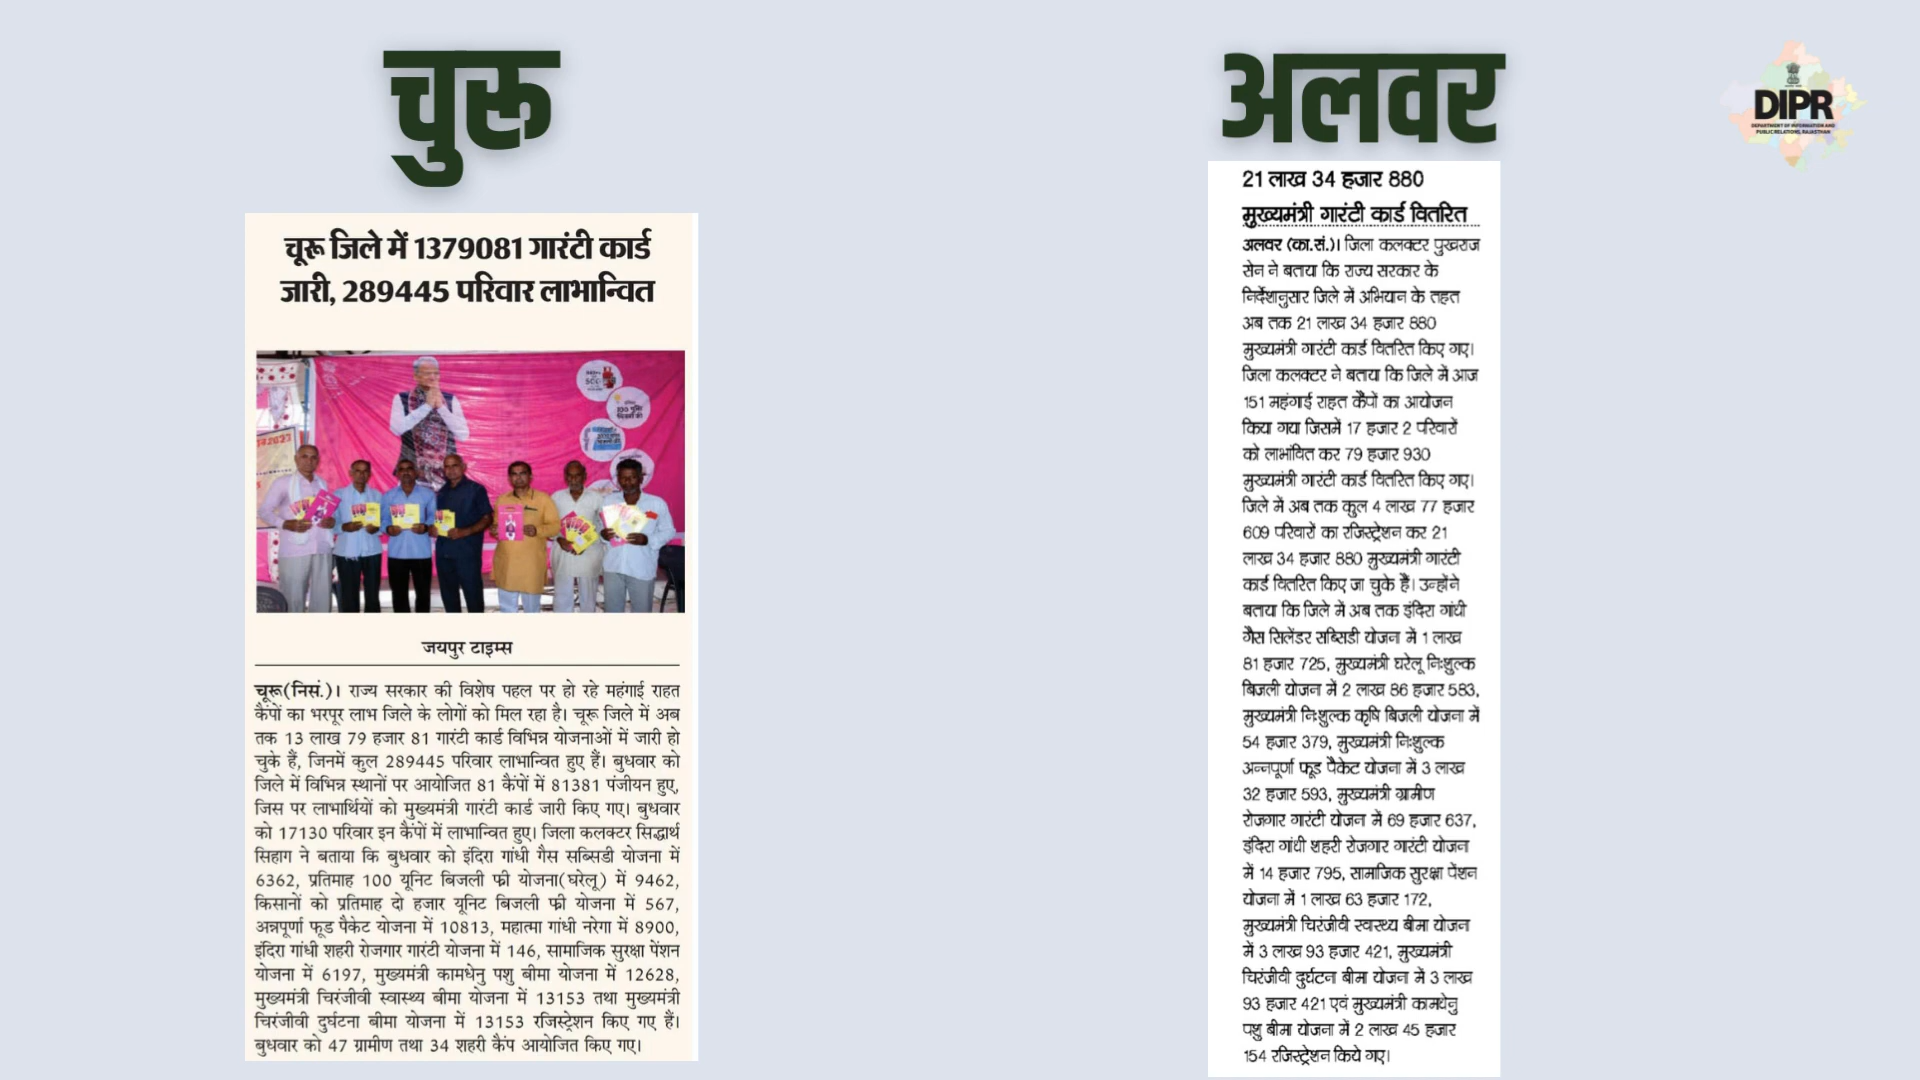 चुरू
चूरू जिले में 1379081 गारंटी कार्ड
जारी, 289445 परिवार लाभान्वित
जयपुर टाइम्स
चूरू(निसं.)। राज्य सरकार की विशेष पहल पर हो रहे महंगाई राहत
कैंपों का भरपूर लाभ जिले के लोगों को मिल रहा है। चूरू जिले में अब
तक 13 लाख 79 हजार 81 गारंटी कार्ड विभिन्न योजनाओं में जारी हो
चुके हैं, जिनमें कुल 289445 परिवार लाभान्वित हुए हैं। बुधवार को
जिले में विभिन्न स्थानों पर आयोजित 81 कैंपों में 81381 पंजीयन हुए,
जिस पर लाभार्थियों को मुख्यमंत्री गारंटी कार्ड जारी किए गए। बुधवार
को 17130 परिवार इन कैंपों में लाभान्वित हुए। जिला कलक्टर सिद्धार्थ
सिहाग ने बताया कि बुधवार को इंदिरा गांधी गैस सब्सिडी योजना में
6362, प्रतिमाह 100 यूनिट बिजली फ्री योजना(घरेलू) में 9462,
किसानों को प्रतिमाह दो हजार यूनिट बिजली फ्री योजना में 567,
अन्नपूर्णा फूड पैकेट योजना में 10813, महात्मा गांधी नरेगा में 8900,
इंदिरा गांधी शहरी रोजगार गारंटी योजना में 146, सामाजिक सुरक्षा पेंशन
योजना में 6197, मुख्यमंत्री कामधेनु पशु बीमा योजना में 12628,
मुख्यमंत्री चिरंजीवी स्वास्थ्य बीमा योजना में 13153 तथा मुख्यमंत्री
चिरंजीवी दुर्घटना बीमा योजना में 13153 रजिस्ट्रेशन किए गए हैं।
बुधवार को 47 ग्रामीण तथा 34 शहरी कैंप आयोजित किए गए।
अलवर
21 लाख 34 हजार 880
मुख्यमंत्री गारंटी कार्ड वितरित
अलवर (का.सं.)। जिला कलक्टर पुखराज
सेन ने बताया कि राज्य सरकार के
निर्देशानुसार जिले में अभियान के तहत
अब तक 21 लाख 34 हजार 880
मुख्यमंत्री गारंटी कार्ड वितरित किए गए।
जिला कलक्टर ने बताया कि जिले में आज
151 महंगाई राहत कैंपों का आयोजन
किया गया जिसमें 17 हजार 2 परिवारों
को लाभांवित कर 79 हजार 930
मुख्यमंत्री गारंटी कार्ड वितरित किए गए।
जिले में अब तक कुल 4 लाख 77 हजार
609 परिवारों का रजिस्ट्रेशन कर 21
लाख 34 हजार 880 मुख्यमंत्री गारंटी
कार्ड वितरित किए जा चुके हैं। उन्होंने
बताया कि जिले में अब तक इंदिरा गांधी
गैस सिलेंडर सब्सिडी योजना में 1 लाख
81 हजार 725, मुख्यमंत्री घरेलू निःशुल्क
बिजली योजन में 2 लाख 86 हजार 583,
मुख्यमंत्री निःशुल्क कृषि बिजली योजना में
54 हजार 379, मुख्यमंत्री निःशुल्क
अन्नपूर्णा फूड पैकेट योजना में 3 लाख
32 हजार 593, मुख्यमंत्री ग्रामीण
रोजगार गारंटी योजन में 69 हजार 637,
इंदिरा गांधी शहरी रोजगार गारंटी योजन
में 14 हजार 795, सामाजिक सुरक्षा पेंशन
योजना में 1 लाख 63 हजार 172,
मुख्यमंत्री चिरंजीवी स्वास्थ्य बीमा योजन
में 3 लाख 93 हजार 421, मुख्यमंत्री
चिरंजीवी दुर्घटना बीमा योजन में 3 लाख
93 हजार 421 एवं मुख्यमंत्री कामधेनु
पशु बीमा योजना में 2 लाख 45 हजार
154 रजिस्ट्रेशन किये गए।
DIPR
DEPARTMENT OF INFORMATION AND
PUBLIC RELATIONS, RAJASTHAN